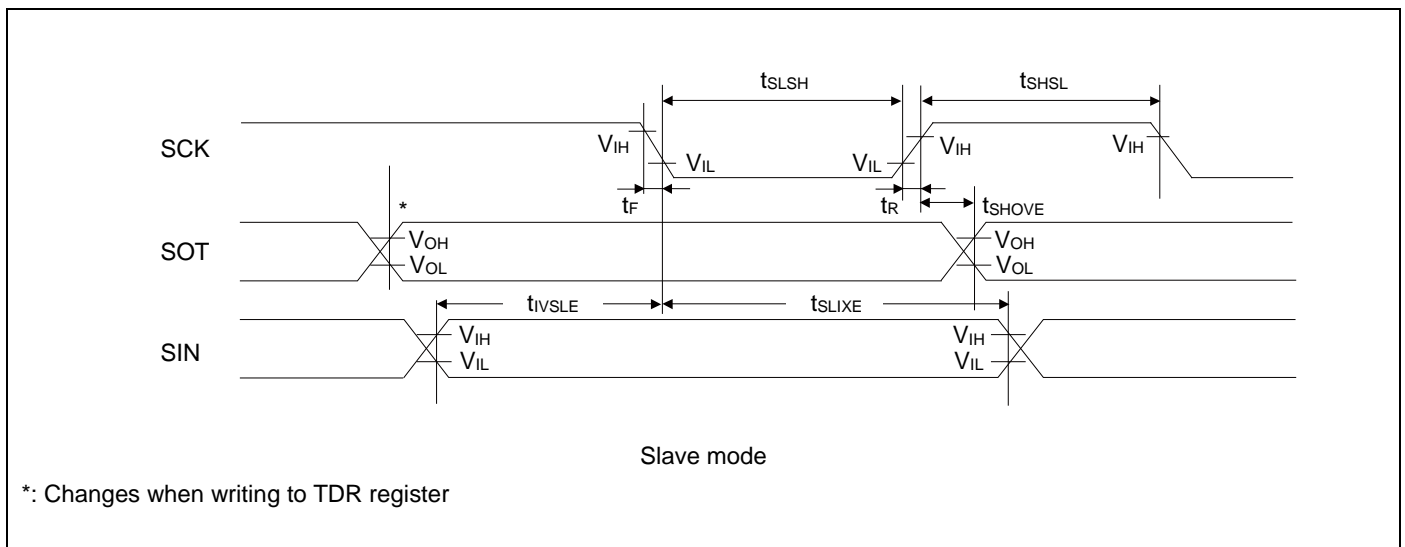 tSLSH tSHSL
SCK VIH VIL VIL VIH VIH
tF tR tSHOVE
*
SOT VOH VOH
VOL VOL
tIVSLE tSLIXE
SIN VIH VIH
VIL VIL
Slave mode
*: Changes when writing to TDR register